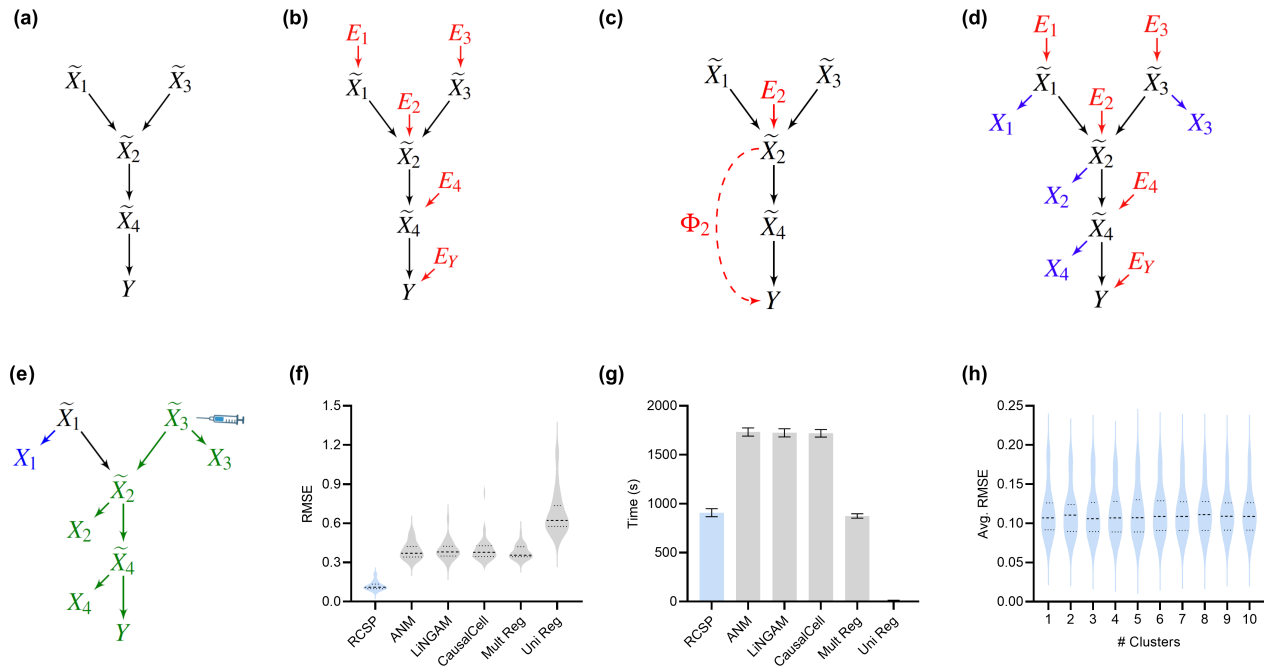 (a)
X̃1 X̃3
X̃2
X̃4
Y
(b)
E1 E3
X̃1 E2 X̃3
X̃2
E4
X̃4
EY
Y
(c)
X̃1 X̃3
E2
X̃2
Φ2 X̃4
Y
(d)
E1 E3
X̃1 X̃3
X1 E2 X3
X̃2
X2 E4
X̃4
X4 EY
Y
(e)
X̃1 X̃3
X1 X3
X̃2
X2
X̃4
X4
Y
(f)
1.5
1.2
0.9
0.6
0.3
0.0
RMSE
RCSP
ANM
LiNGAM
CausalCell
Mult Reg
Uni Reg
(g)
2000
1500
1000
500
0
Time (s)
RCSP
ANM
LiNGAM
CausalCell
Mult Reg
Uni Reg
(h)
0.25
0.20
0.15
0.10
0.05
0.00
Avg. RMSE
1 2 3 4 5 6 7 8 9 10
# Clusters